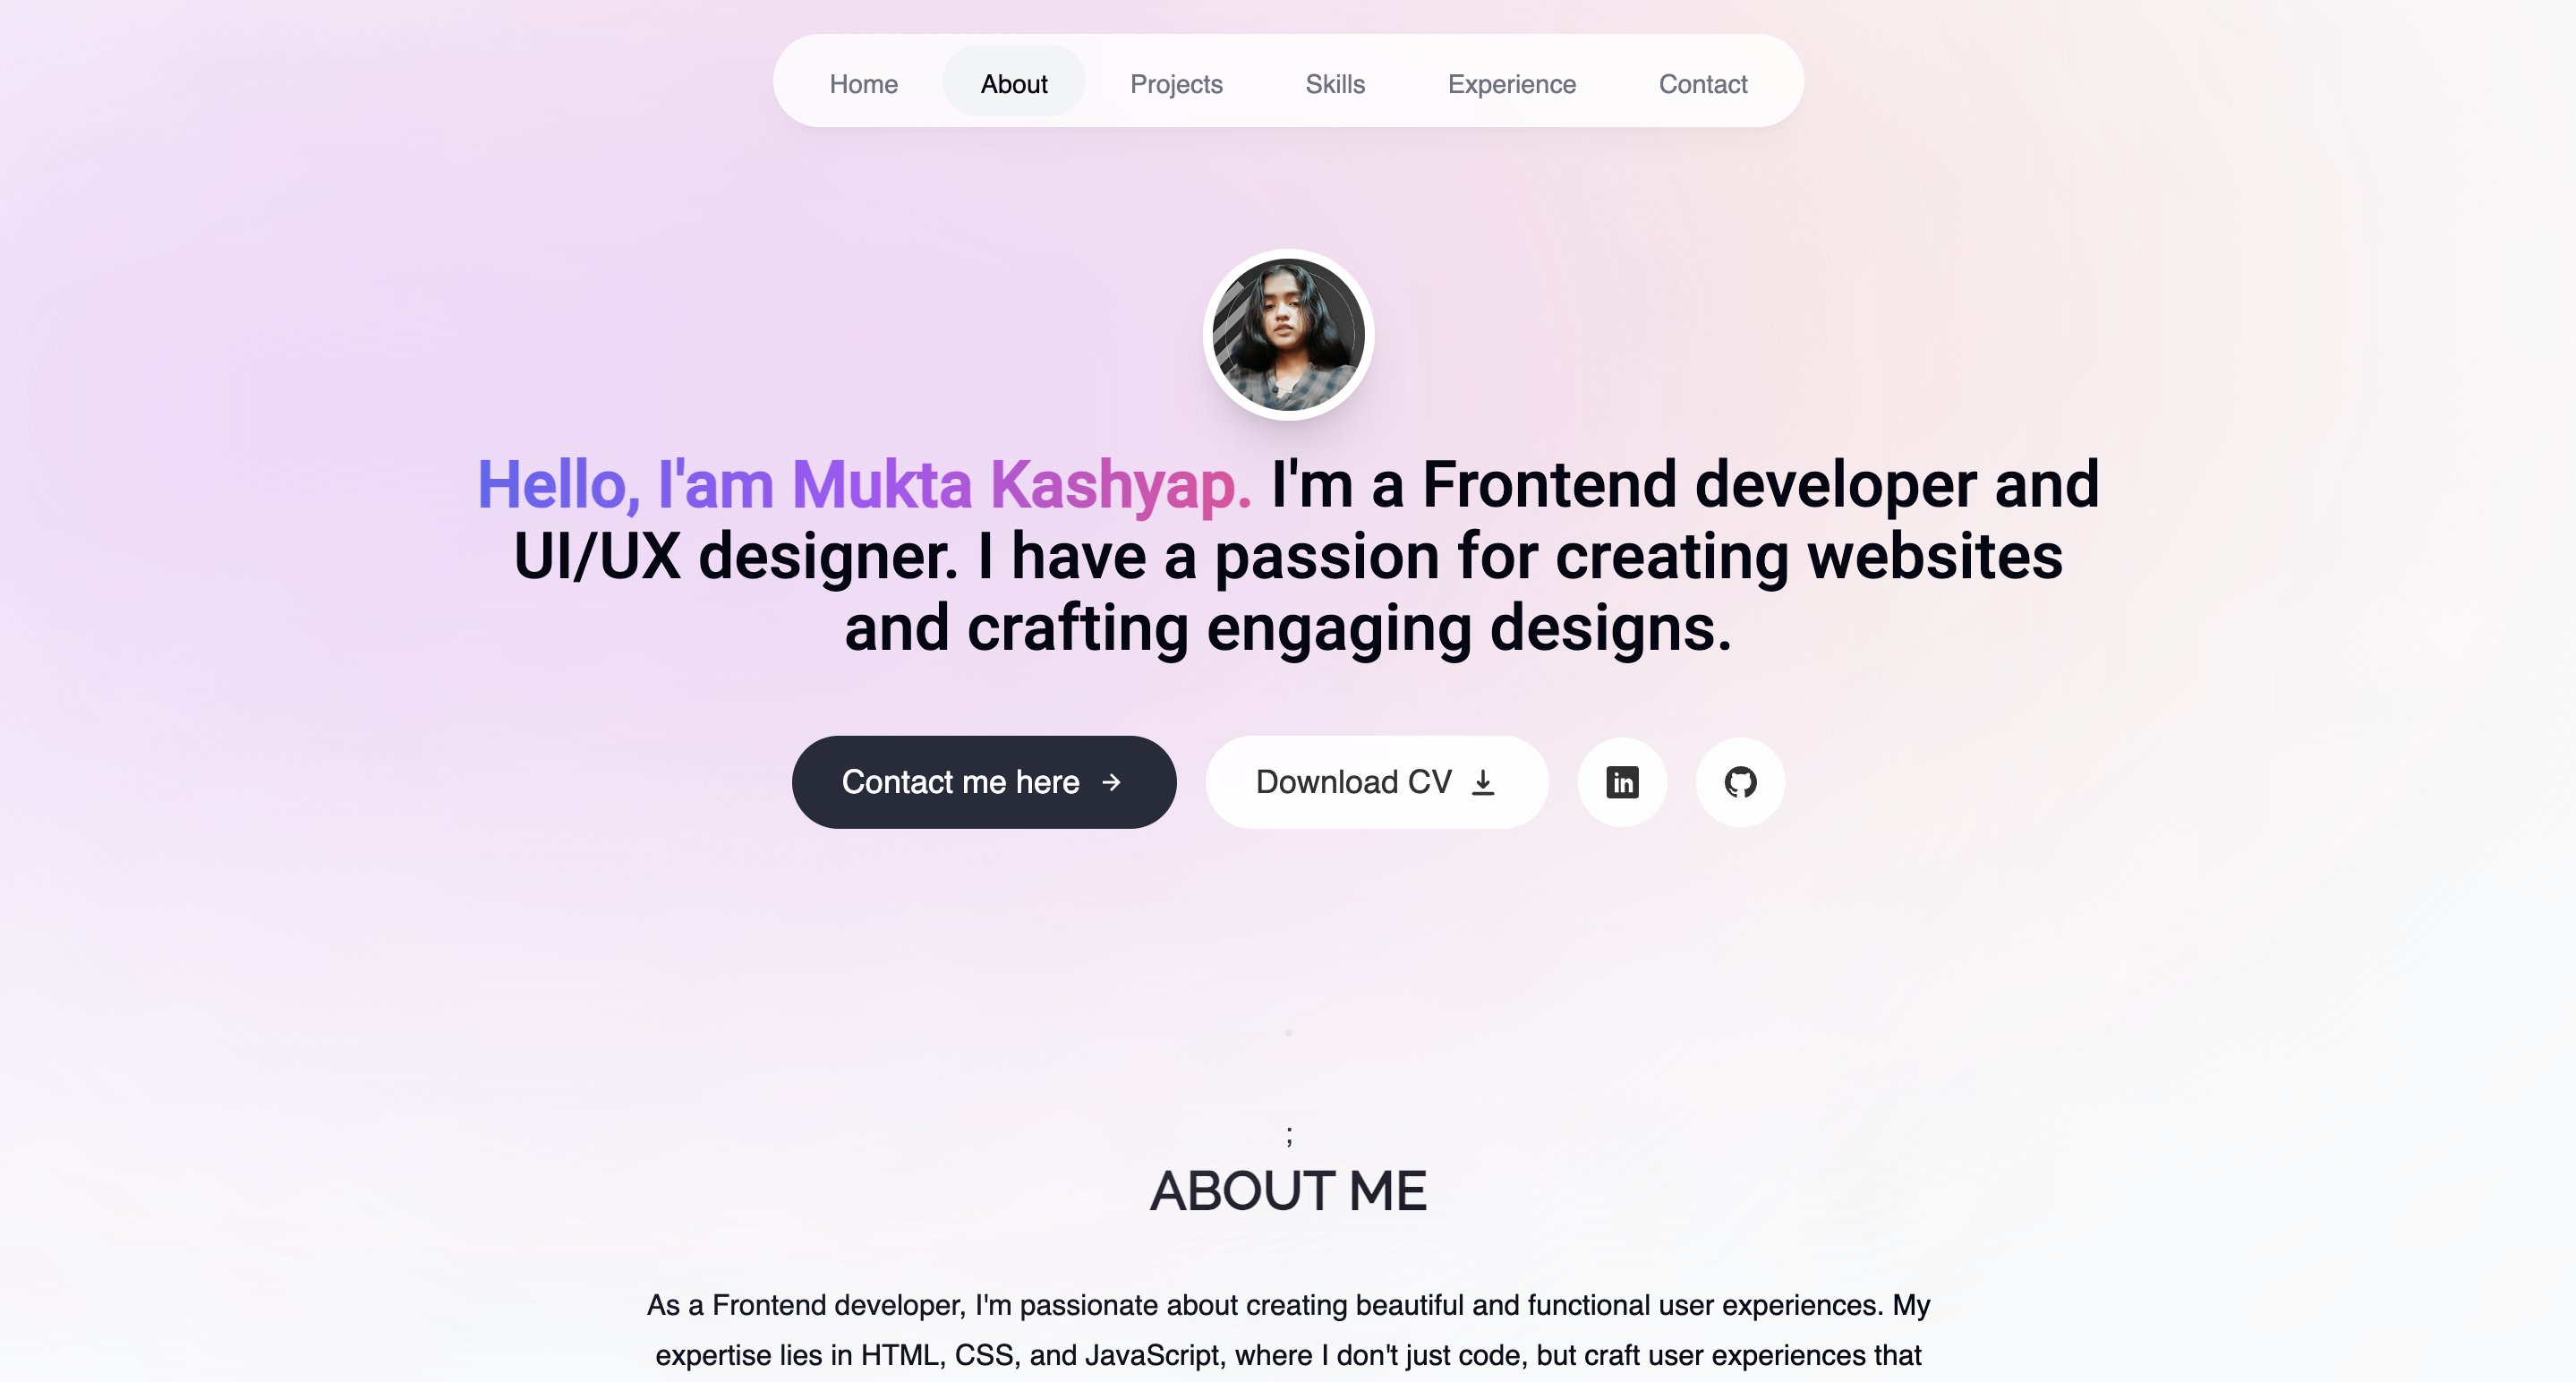 Home About Projects Skills Experience Contact
Hello, I'am Mukta Kashyap. I'm a Frontend developer and
UI/UX designer. I have a passion for creating websites
and crafting engaging designs.
Contact me here → Download CV in
;
ABOUT ME
As a Frontend developer, I'm passionate about creating beautiful and functional user experiences. My
expertise lies in HTML, CSS, and JavaScript, where I don't just code, but craft user experiences that